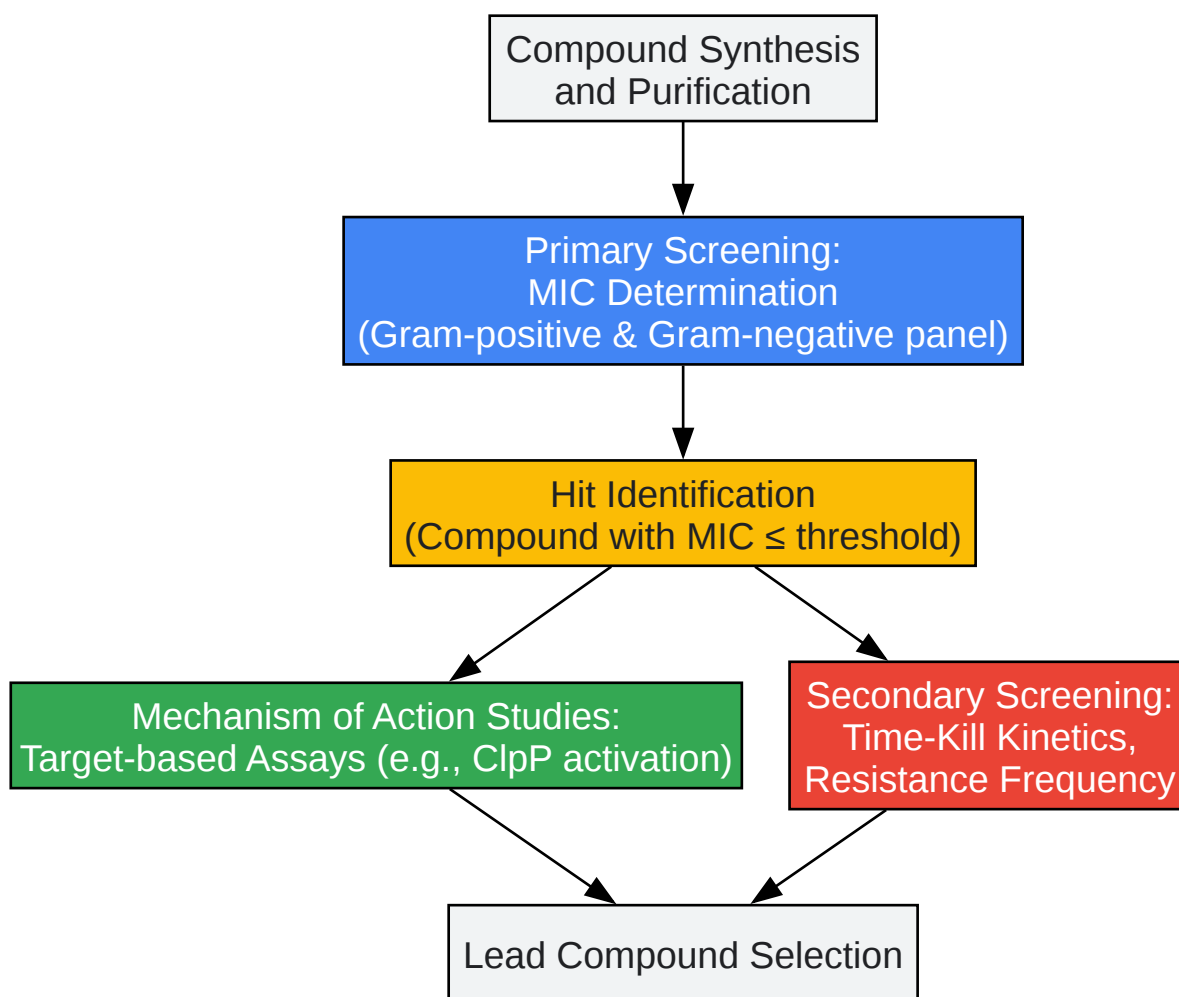 Compound Synthesis
and Purification
Primary Screening:
MIC Determination
(Gram-positive & Gram-negative panel)
Hit Identification
(Compound with MIC ≤ threshold)
Mechanism of Action Studies:
Target-based Assays (e.g., ClpP activation)
Secondary Screening:
Time-Kill Kinetics,
Resistance Frequency
Lead Compound Selection